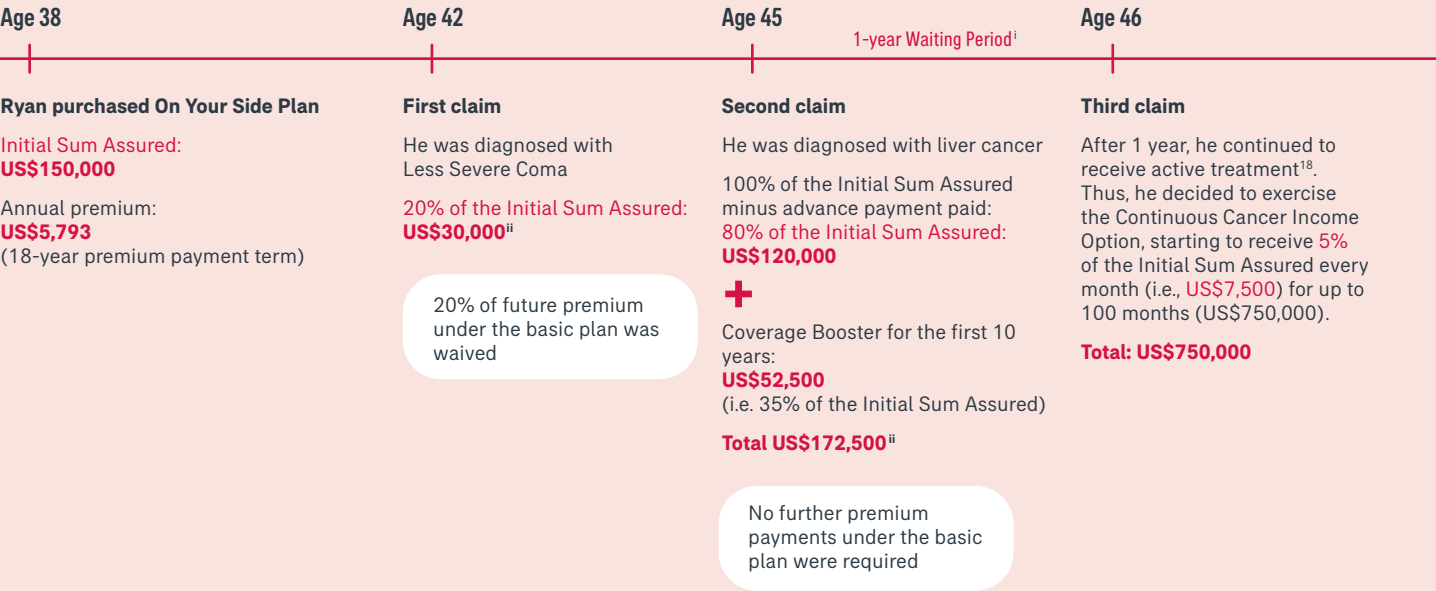 Age 38
Age 42
Age 45
Age 46
1-year Waiting Period i
Ryan purchased On Your Side Plan
Initial Sum Assured:
US$150,000
Annual premium:
US$5,793
(18-year premium payment term)
First claim
He was diagnosed with
Less Severe Coma
20% of the Initial Sum Assured:
US$30,000 ii
20% of future premium
under the basic plan was
waived
Second claim
He was diagnosed with liver cancer
100% of the Initial Sum Assured
minus advance payment paid:
80% of the Initial Sum Assured:
US$120,000
+
Coverage Booster for the first 10
years:
US$52,500
(i.e. 35% of the Initial Sum Assured)
Total US$172,500 ii
No further premium
payments under the basic
plan were required
Third claim
After 1 year, he continued to
receive active treatment18.
Thus, he decided to exercise
the Continuous Cancer Income
Option, starting to receive 5%
of the Initial Sum Assured every
month (i.e., US$7,500) for up to
100 months (US$750,000).
Total: US$750,000